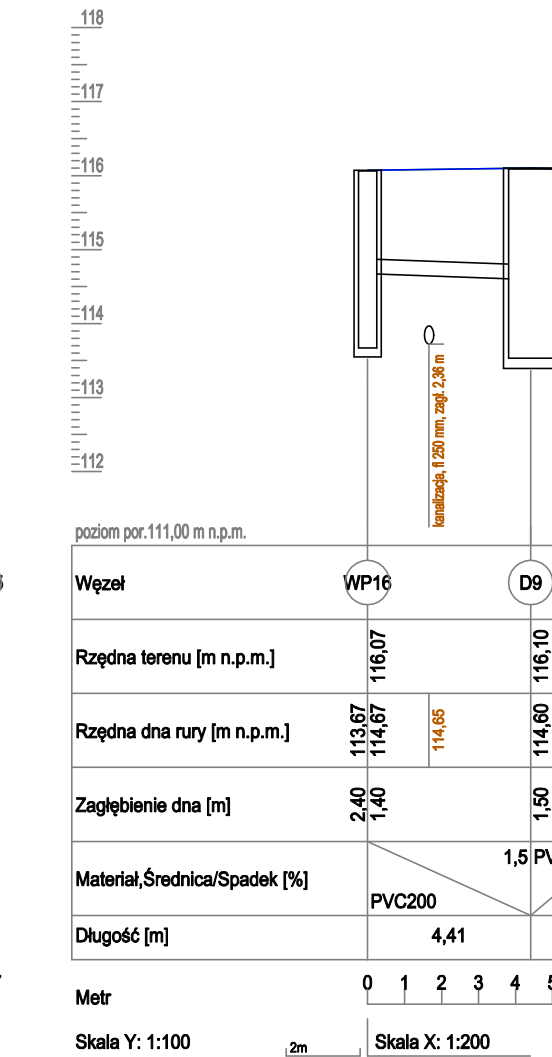 118
117
116
115
114
113
112
kanalizacja, fi 250 mm, zagł. 2,36 m
poziom por.111,00 m n.p.m.
Węzeł WP16 D9
Rzędna terenu [m n.p.m.] 116,07 116,10
Rzędna dna rury [m n.p.m.] 113,67 114,67 114,65 114,60
Zagłębienie dna [m] 2,40 1,40 1,50
1,5 PV
Materiał,Średnica/Spadek [%]
PVC200
Długość [m] 4,41
Metr 0 1 2 3 4 5
Skala Y: 1:100 2m Skala X: 1:200